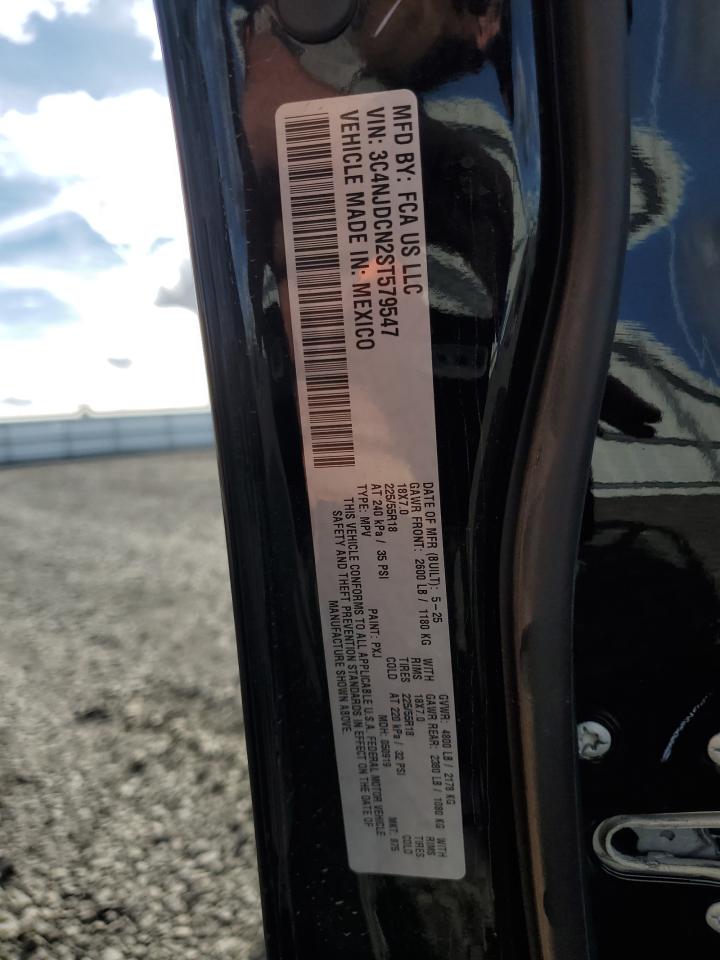 MFD BY: FCA US LLC
VIN: 3C4NJDCN2ST579547
VEHICLE MADE IN: MEXICO
DATE OF MFR (BUILT): 5-25 GVWR: 4800 LB / 2178 KG
GAWR FRONT: 2600 LB / 1180 KG WITH GAWR REAR: 2380 LB / 1080 KG WITH
18X7.0 RIMS 18X7.0 RIMS
225/55R18 TIRES 225/55R18 TIRES
AT 240 kPa / 35 PSI COLD AT 220 kPa / 32 PSI COLD
TYPE: MPV PAINT: PXJ MDH: 050919 MKT: 875
THIS VEHICLE CONFORMS TO ALL APPLICABLE U.S.A. FEDERAL MOTOR VEHICLE
SAFETY AND THEFT PREVENTION STANDARDS IN EFFECT ON THE DATE OF
MANUFACTURE SHOWN ABOVE.